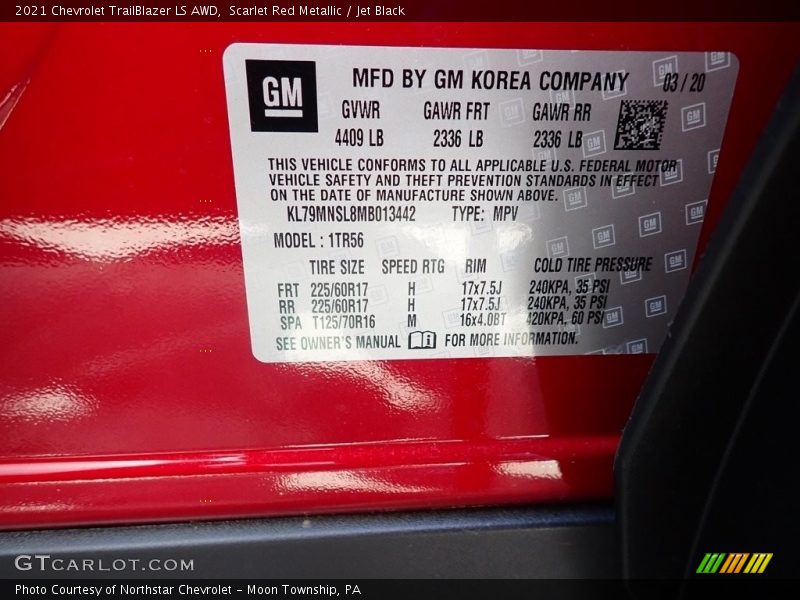 2021 Chevrolet TrailBlazer LS AWD,  Scarlet Red Metallic / Jet Black
GM MFD BY GM KOREA COMPANY 03 / 20
GVWR GAWR FRT GAWR RR
4409 LB 2336 LB 2336 LB
THIS VEHICLE CONFORMS TO ALL APPLICABLE U.S. FEDERAL MOTOR
VEHICLE SAFETY AND THEFT PREVENTION STANDARDS IN EFFECT
ON THE DATE OF MANUFACTURE SHOWN ABOVE.
KL79MNSL8MB013442 TYPE: MPV
MODEL : 1TR56
TIRE SIZE SPEED RTG RIM COLD TIRE PRESSURE
FRT 225/60R17 H 17x7.5J 240KPA, 35 PSI
RR 225/60R17 H 17x7.5J 240KPA, 35 PSI
SPA T125/70R16 M 16x4.0BT 420KPA, 60 PSI
SEE OWNER'S MANUAL FOR MORE INFORMATION.
GTCARLOT.COM
Photo Courtesy of Northstar Chevrolet - Moon Township, PA